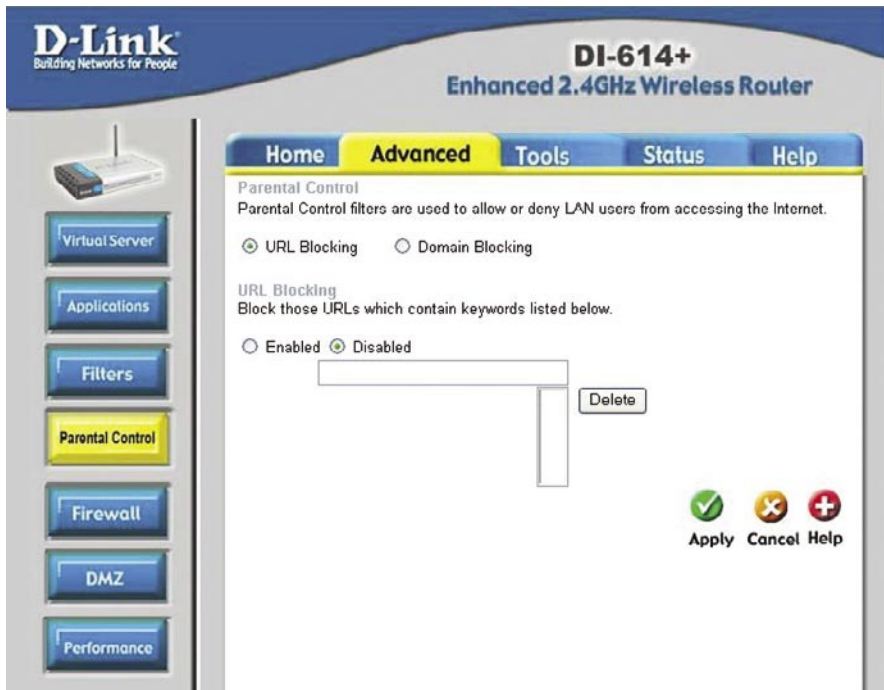 D-Link
Building Networks for People
DI-614+
Enhanced 2.4GHz Wireless Router
Home
Advanced
Tools
Status
Help
Virtual Server
Applications
Filters
Parental Control
Firewall
DMZ
Performance
Parental Control
Parental Control filters are used to allow or deny LAN users from accessing the Internet.
URL Blocking
Domain Blocking
URL Blocking
Block those URLs which contain keywords listed below.
Enabled
Disabled
Delete
Apply
Cancel
Help